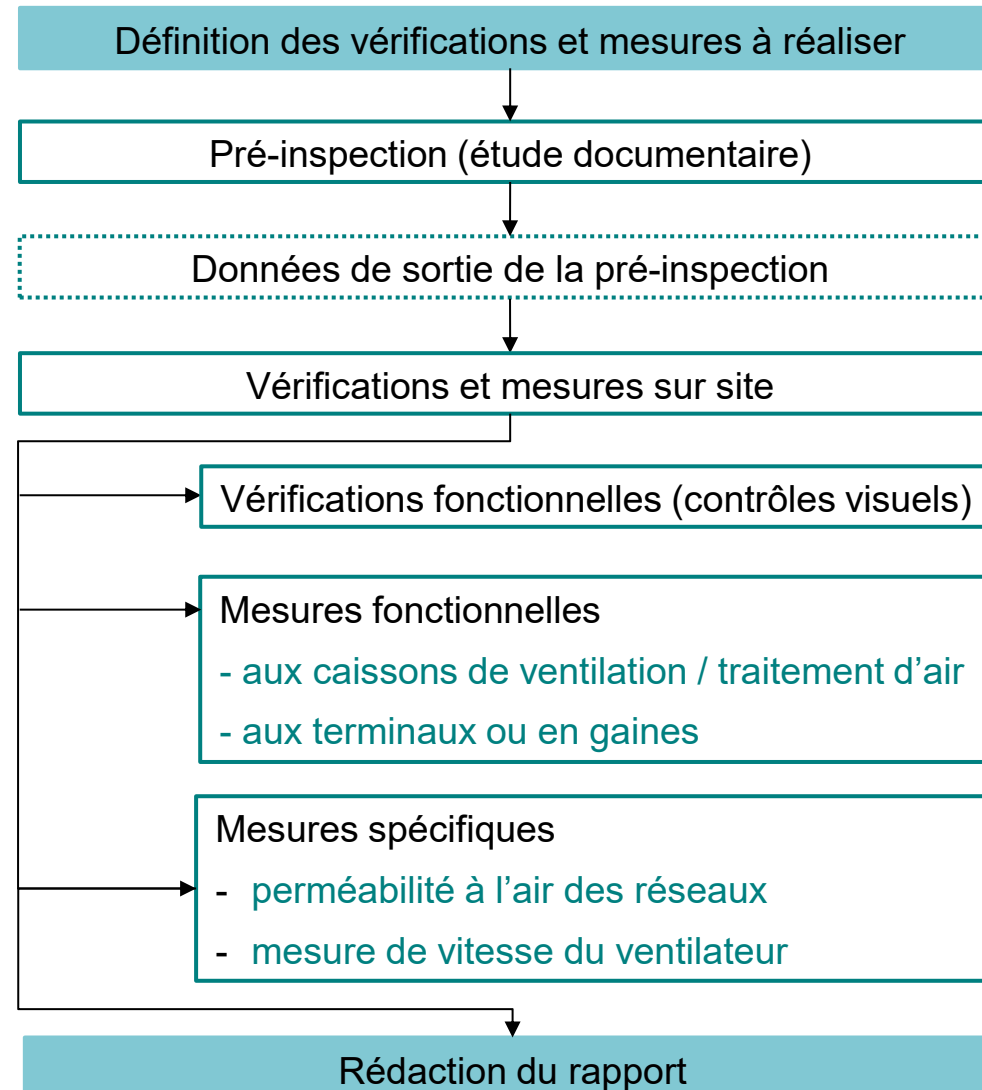 Définition des vérifications et mesures à réaliser
Pré-inspection (étude documentaire)
Données de sortie de la pré-inspection
Vérifications et mesures sur site
Vérifications fonctionnelles (contrôles visuels)
Mesures fonctionnelles
- aux caissons de ventilation / traitement d’air
- aux terminaux ou en gaines
Mesures spécifiques
- perméabilité à l’air des réseaux
- mesure de vitesse du ventilateur
Rédaction du rapport